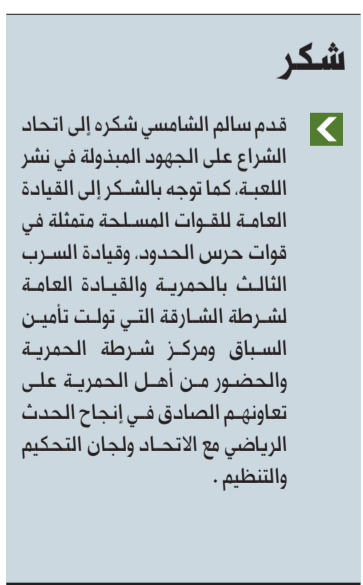 شكر
قدم سالم الشامسي شكره إلى اتحاد
الشراع على الجهود المبذولة في نشر
اللعبة، كما توجه بالشكر إلى القيادة
العامة للقوات المسلحة متمثلة في
قوات حرس الحدود، وقيادة السرب
الثالث بالحمرية والقيادة العامة
لشرطة الشارقة التي تولت تأمين
السباق ومركز شرطة الحمرية
والحضور من أهل الحمرية على
تعاونهم الصادق في إنجاح الحدث
الرياضي مع الاتحاد ولجان التحكيم
والتنظيم .